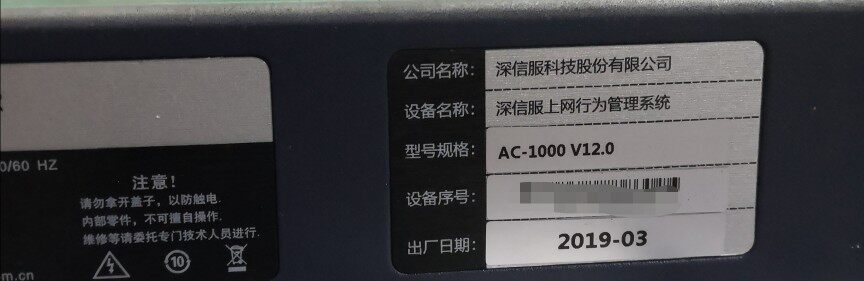 0/60 HZ
注意！
请勿拿开盖子，以防触电.
内部零件，不可擅自操作.
维修等请委托专门技术人员进行.
10
m.cn
公司名称： 深信服科技股份有限公司
设备名称： 深信服上网行为管理系统
型号规格： AC-1000 V12.0
设备序号：
出厂日期： 2019-03